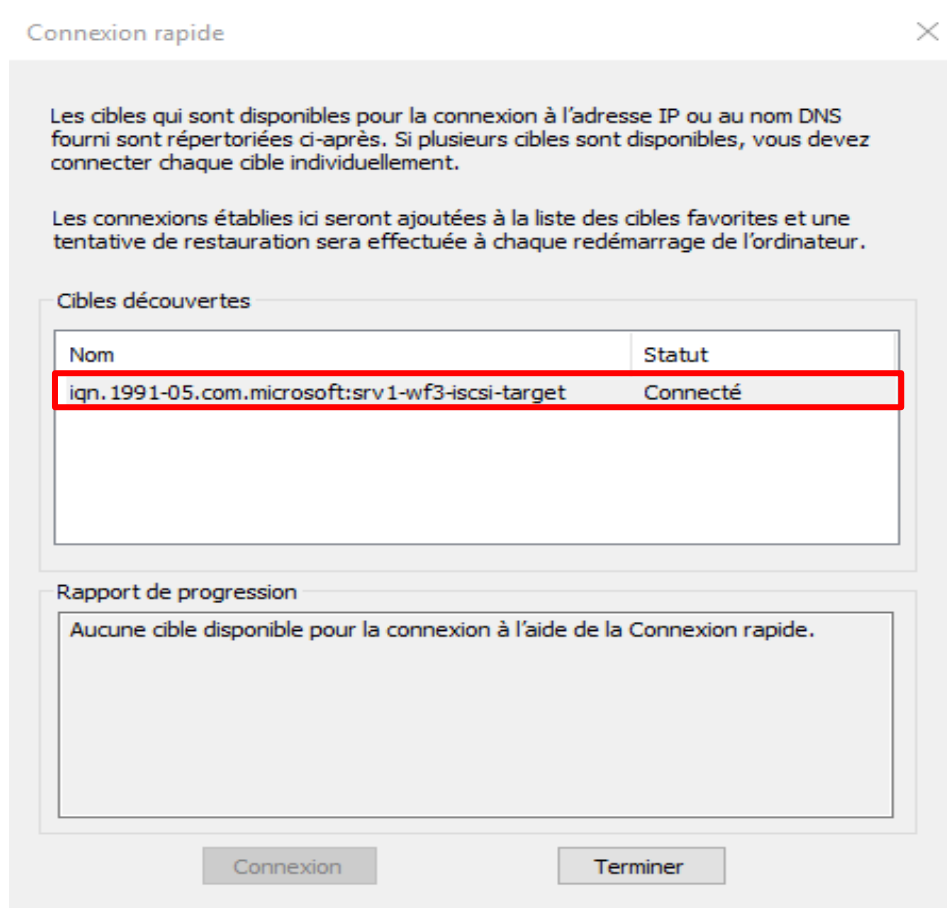 Connexion rapide
Les cibles qui sont disponibles pour la connexion à l'adresse IP ou au nom DNS
fourni sont répertoriées ci-après. Si plusieurs cibles sont disponibles, vous devez
connecter chaque cible individuellement.
Les connexions établies ici seront ajoutées à la liste des cibles favorites et une
tentative de restauration sera effectuée à chaque redémarrage de l'ordinateur.
Cibles découvertes
Nom Statut
iqn.1991-05.com.microsoft:srv1-wf3-iscsi-target Connecté
Rapport de progression
Aucune cible disponible pour la connexion à l'aide de la Connexion rapide.
Connexion Terminer